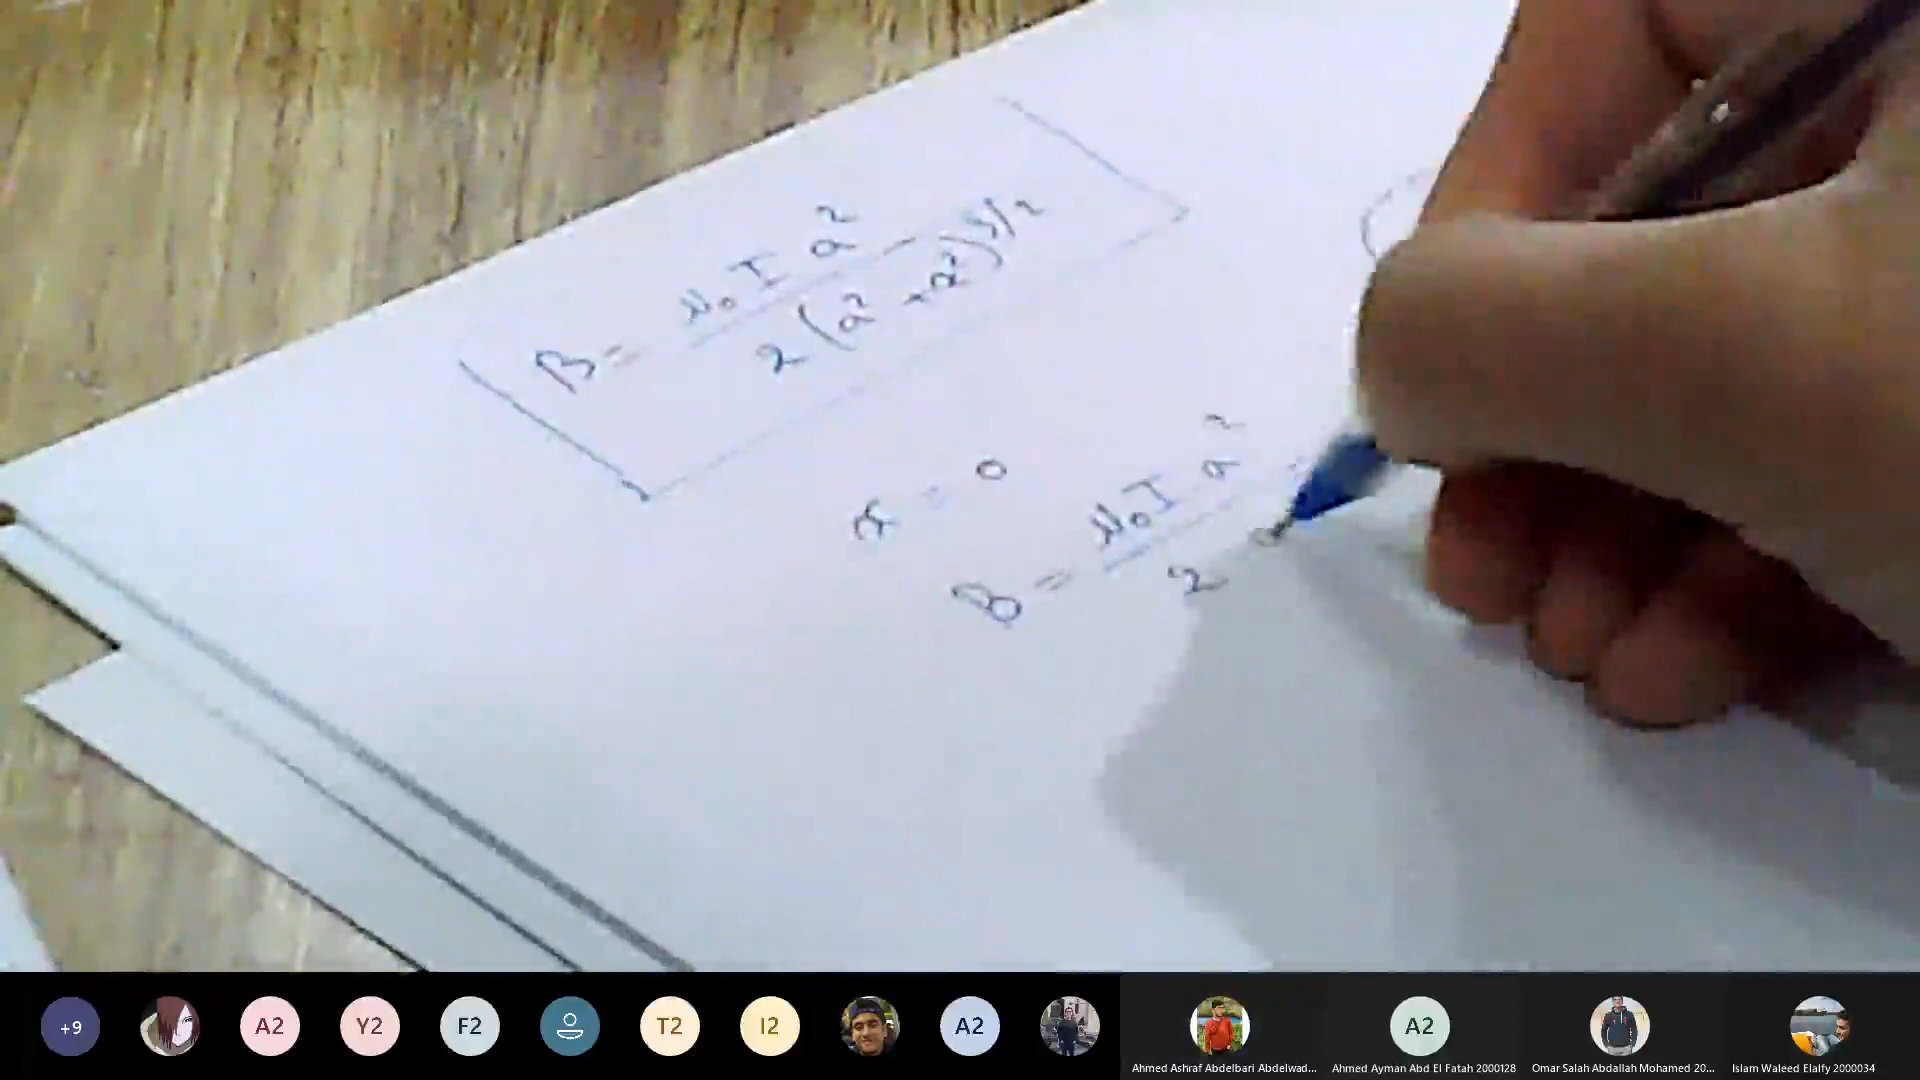 B = μ₀ I a²
2 (a² + x²)^3/2
x = 0
B = μ₀ I a²
2 a
+9
A2
Y2
F2
T2
I2
A2
A2
Ahmed Ashraf Abdelbari Abdelwad...
Ahmed Ayman Abd El Fatah 2000128
Omar Salah Abdallah Mohamed 20...
Islam Waleed Elalfy 2000034